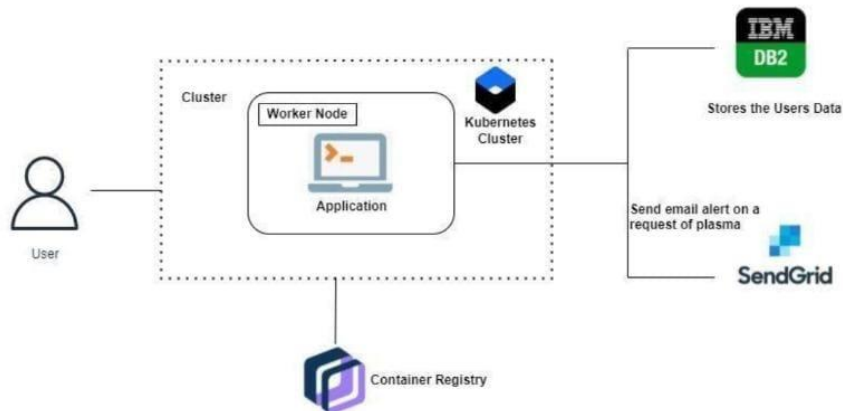 IBM
DB2
Stores the Users Data
Cluster
Worker Node
Kubernetes
Cluster
Application
User
Send email alert on a
request of plasma
SendGrid
Container Registry